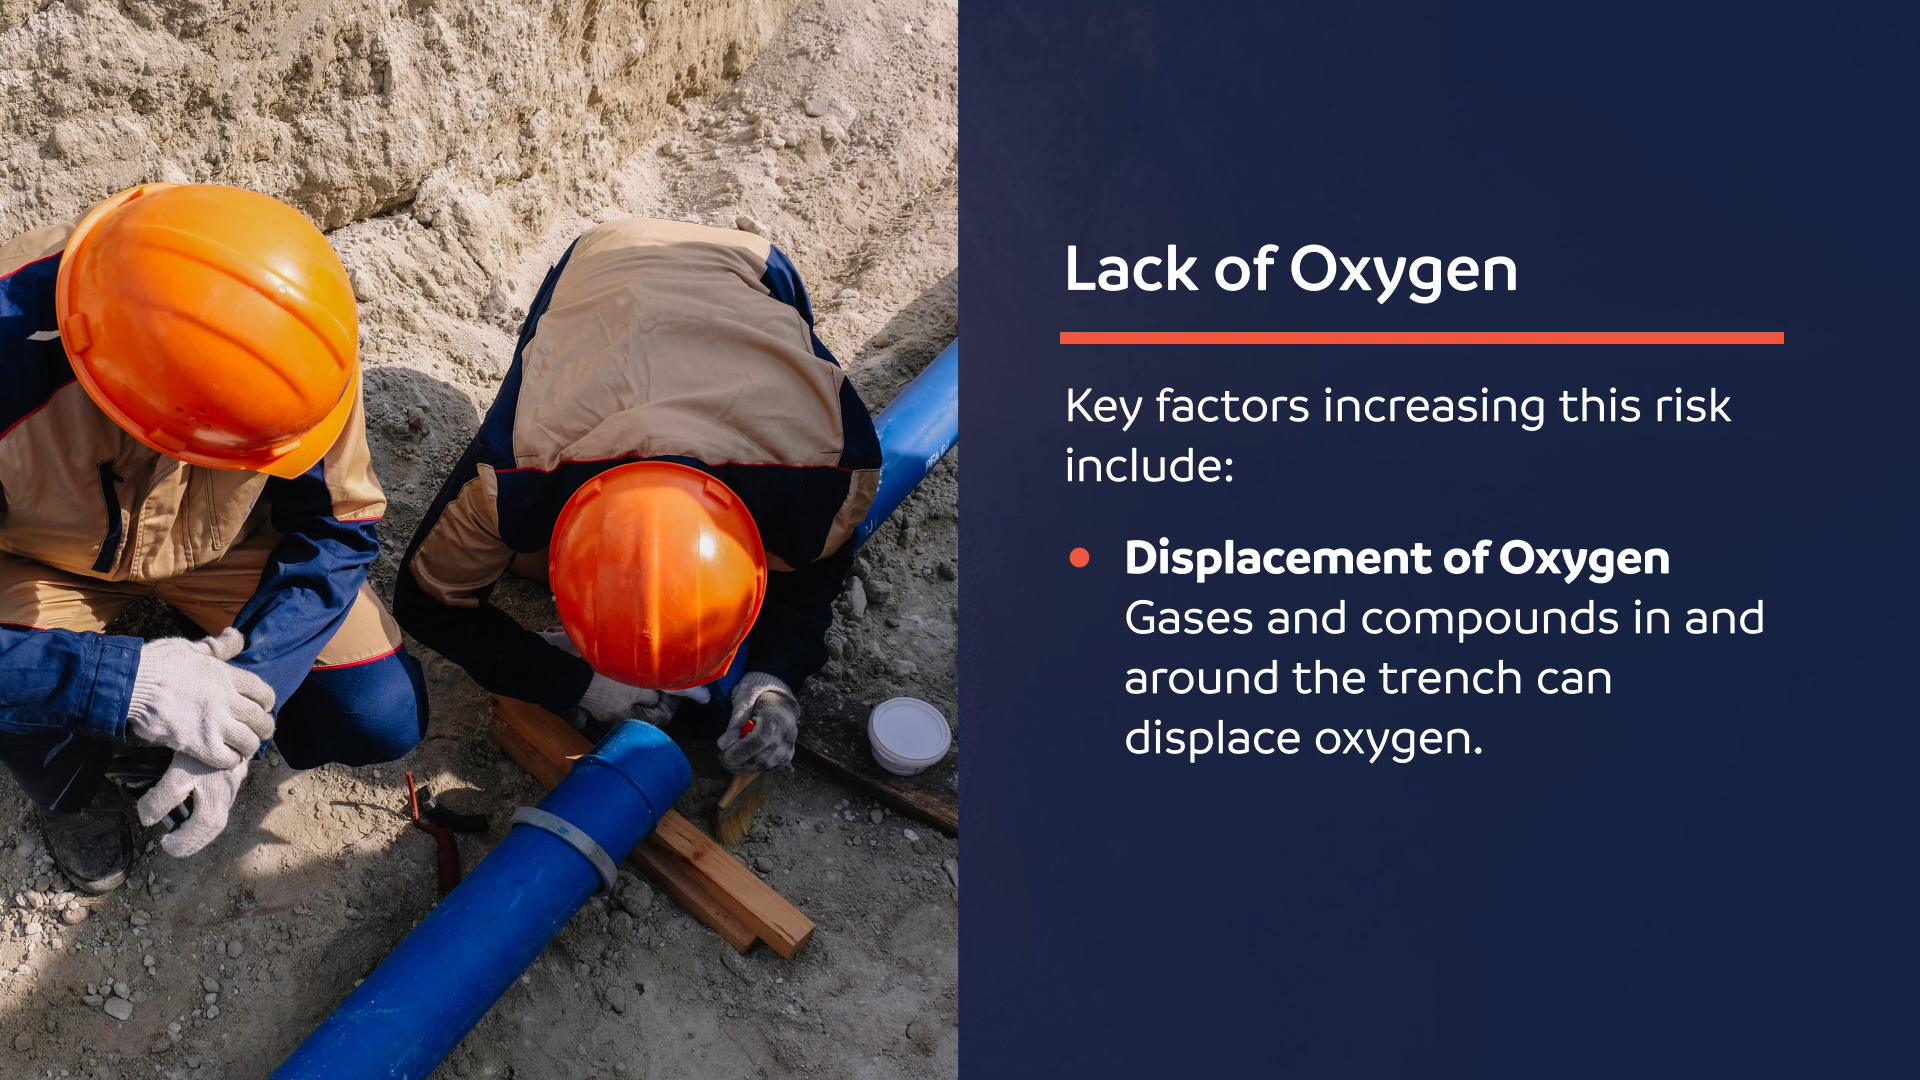 Lack of Oxygen
Key factors increasing this risk
include:
Displacement of Oxygen
Gases and compounds in and
around the trench can
displace oxygen.